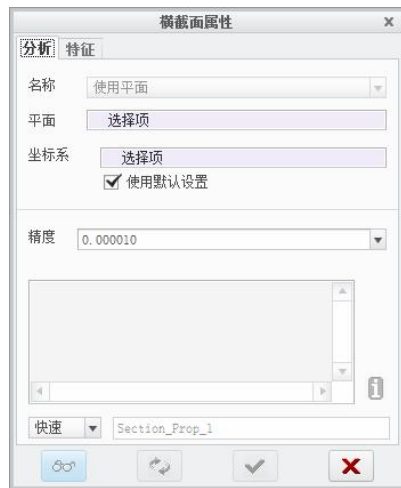 横截面属性
分析 特征
名称 使用平面
平面 选择项
坐标系 选择项
使用默认设置
精度 0.000010
快速 Section_Prop_1